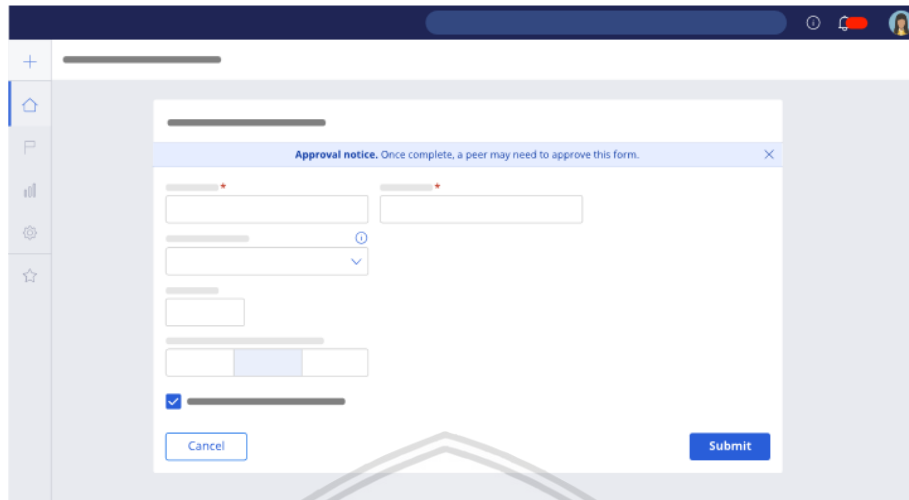 Approval notice. Once complete, a peer may need to approve this form.
*
*
Cancel
Submit